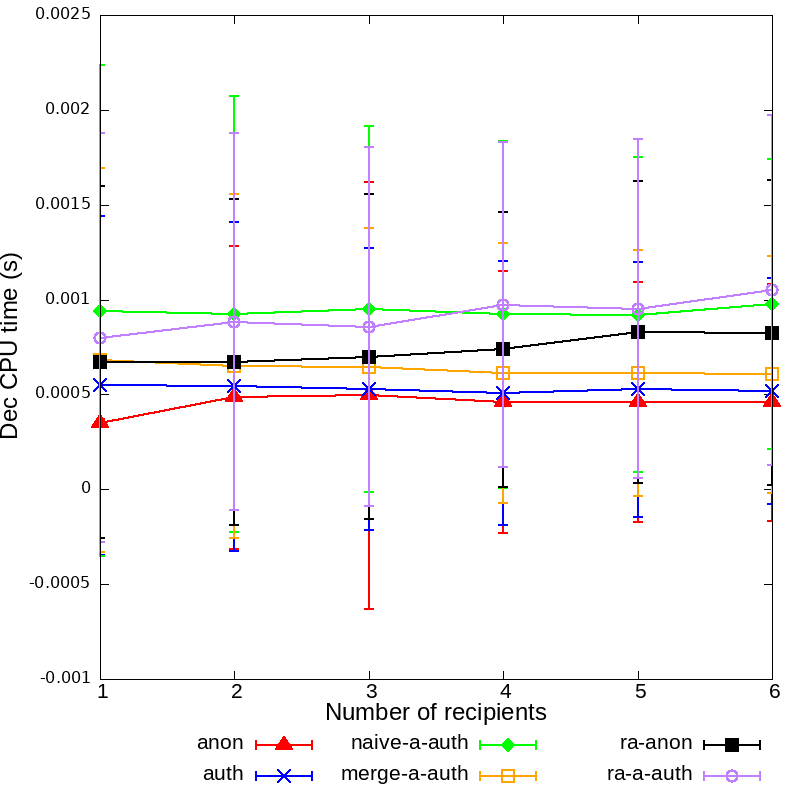 0.0025
0.002
0.0015
0.001
0.0005
0
-0.0005
-0.001
Dec CPU time (s)
1 2 3 4 5 6
Number of recipients
anon naive-a-auth ra-anon
auth merge-a-auth ra-a-auth